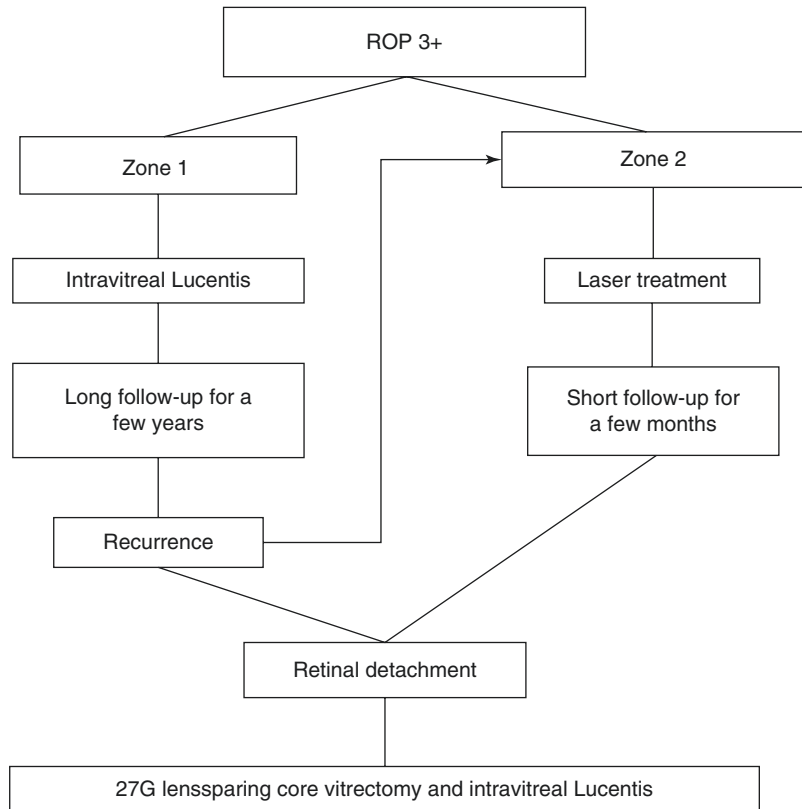 ROP 3+
Zone 1
Zone 2
Intravitreal Lucentis
Laser treatment
Long follow-up for a
few years
Short follow-up for
a few months
Recurrence
Retinal detachment
27G lenssparing core vitrectomy and intravitreal Lucentis